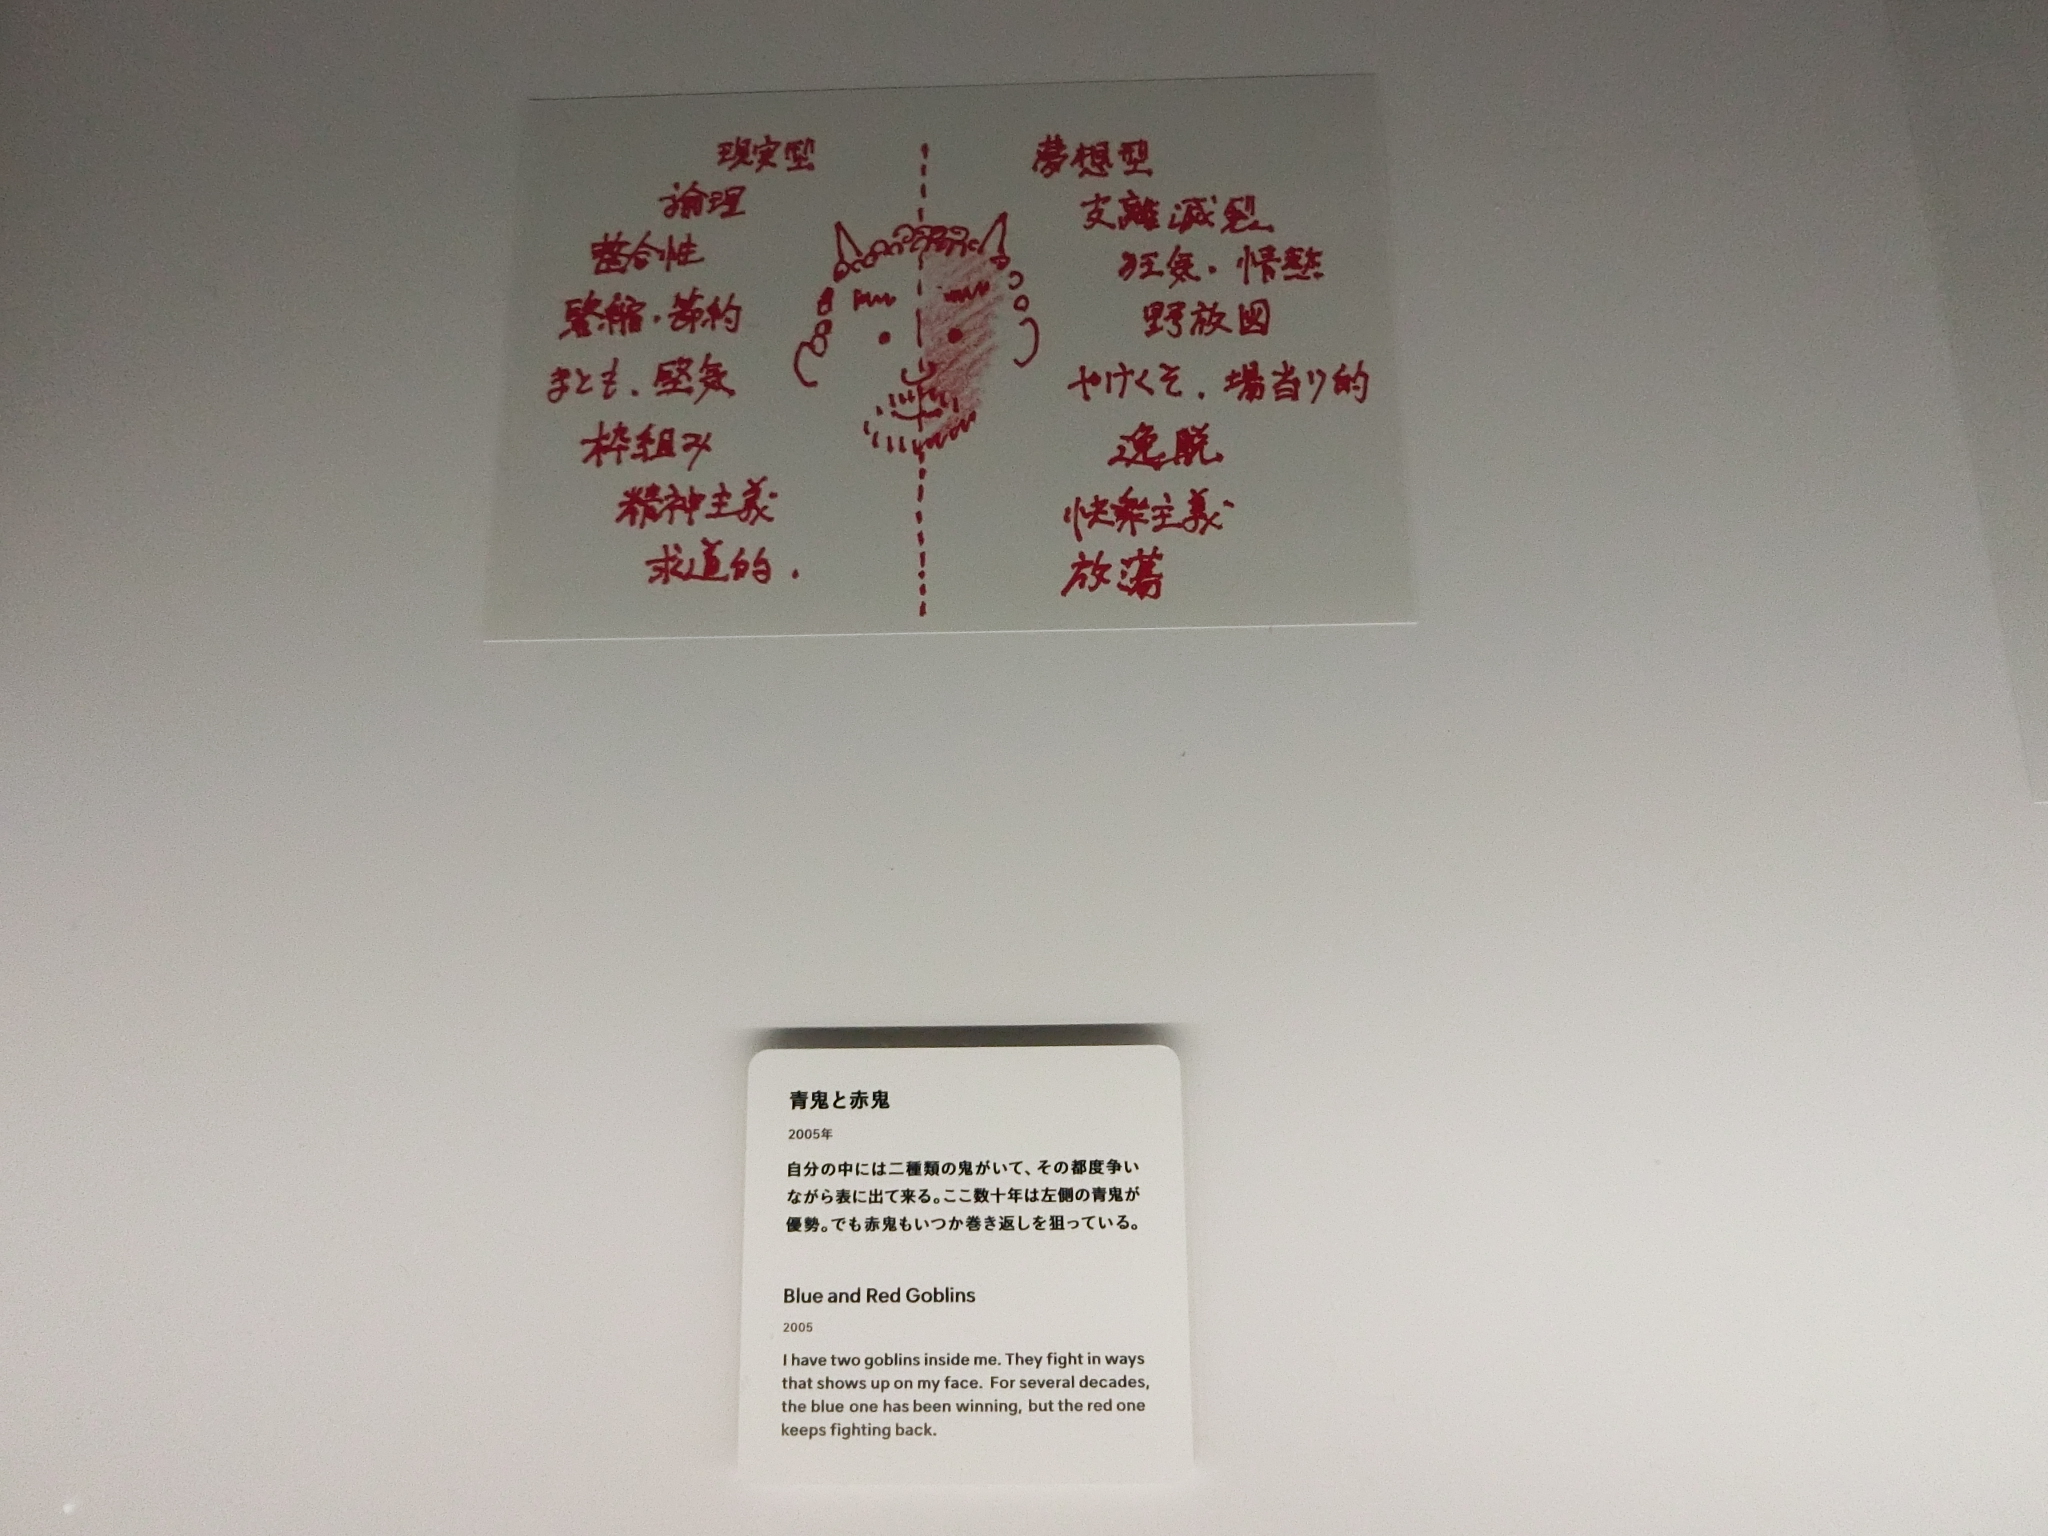 現実型
論理
整合性
緊縮・節約
まとも・堅気
枠組み
精神主義
求道的.
夢想型
支離滅裂
狂気・情愁
野放図
やけくそ・場当り的
逸脱
快楽主義
放蕩
青鬼と赤鬼
2005年
自分の中には二種類の鬼がいて、その都度争い
ながら表に出て来る。ここ数十年は左側の青鬼が
優勢。でも赤鬼もいつか巻き返しを狙っている。
Blue and Red Goblins
2005
I have two goblins inside me. They fight in ways
that shows up on my face. For several decades,
the blue one has been winning, but the red one
keeps fighting back.